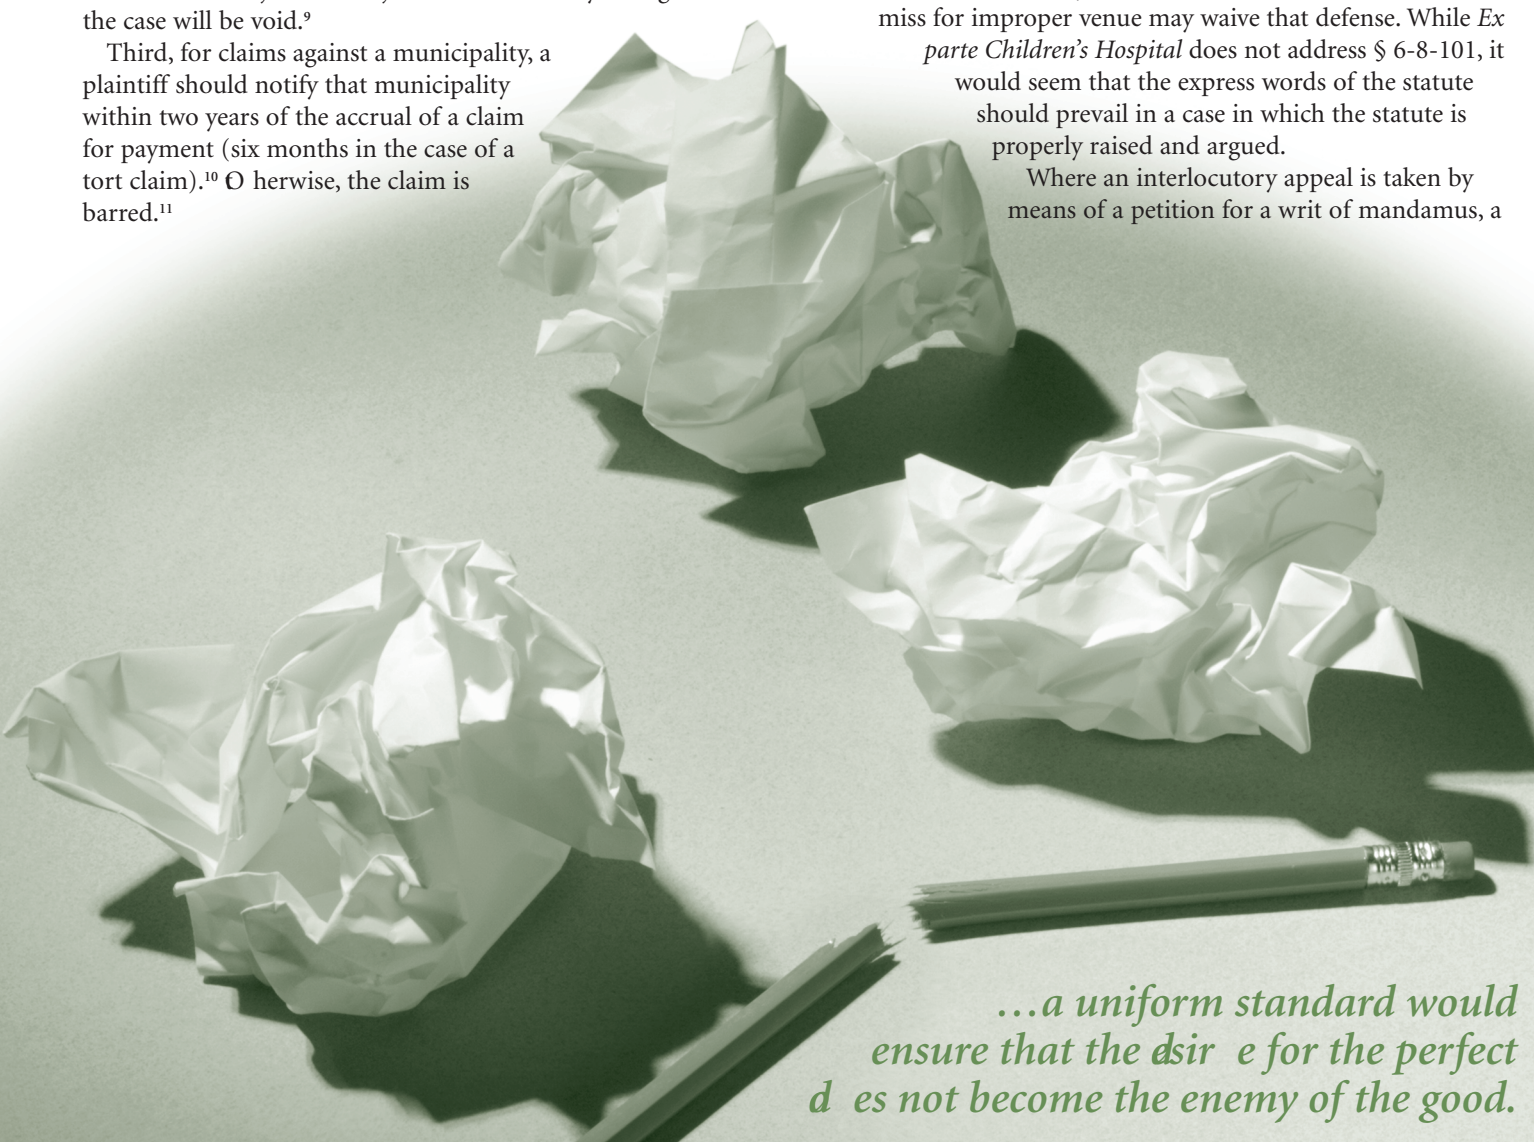 the case will be void.⁹
Third, for claims against a municipality, a
plaintiff should notify that municipality
within two years of the accrual of a claim
for payment (six months in the case of a
tort claim).¹⁰ O herwise, the claim is
barred.¹¹
miss for improper venue may waive that defense. While Ex
parte Children’s Hospital does not address § 6-8-101, it
would seem that the express words of the statute
should prevail in a case in which the statute is
properly raised and argued.
Where an interlocutory appeal is taken by
means of a petition for a writ of mandamus, a
…a uniform standard would
ensure that the dsir e for the perfect
d es not become the enemy of the good.